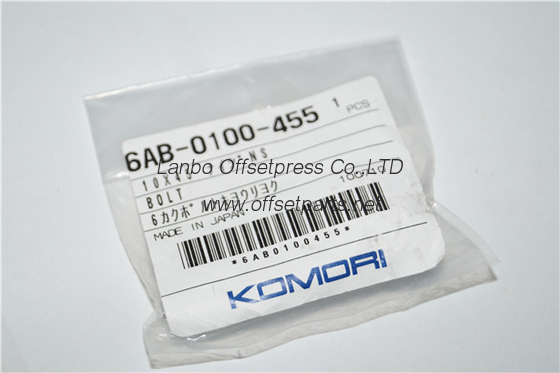 6AB-0100-455 1
PCS
BOLT
MADE IN JAPAN
*6AB0100455*
KOMORI
Lanbo Offsetpress Co.,LTD
www.offsetparts.net